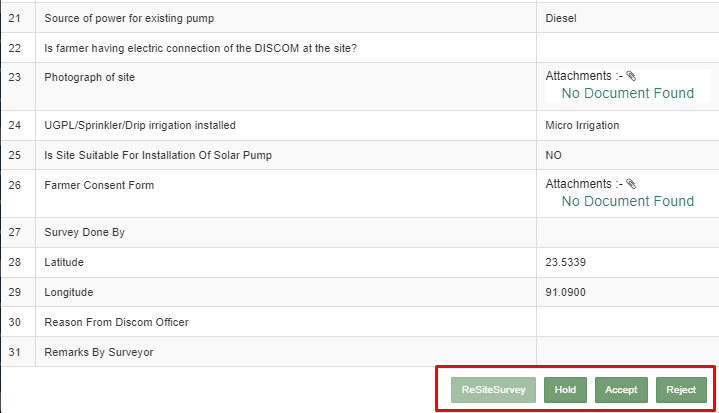 21 Source of power for existing pump Diesel
22 Is farmer having electric connection of the DISCOM at the site?
23 Photograph of site Attachments :-
No Document Found
24 UGPL/Sprinkler/Drip irrigation installed Micro Irrigation
25 Is Site Suitable For Installation Of Solar Pump NO
26 Farmer Consent Form Attachments :-
No Document Found
27 Survey Done By
28 Latitude 23.5339
29 Longitude 91.0900
30 Reason From Discom Officer
31 Remarks By Surveyor
ReSiteSurvey Hold Accept Reject